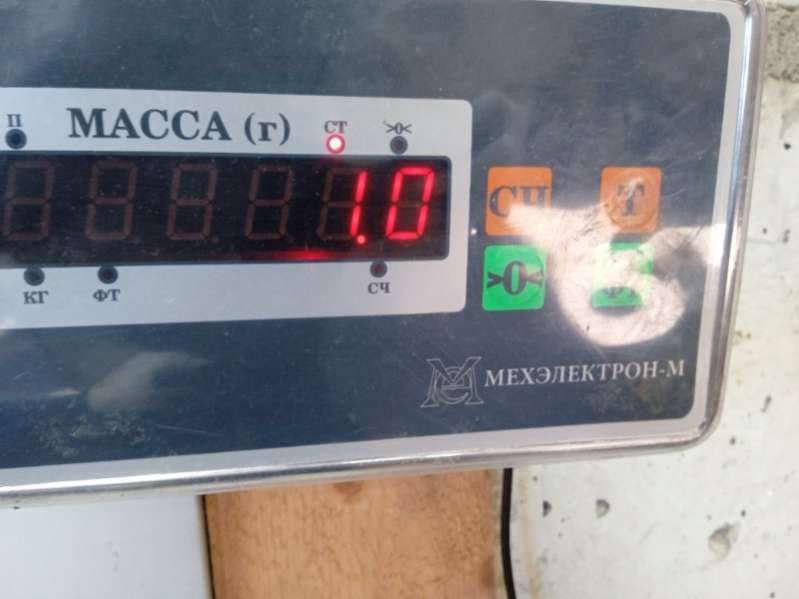 П МАССА (г) СТ >0<
1.0
КГ ФТ СЧ
СЧ Т
>0<
МЕХЭЛЕКТРОН-М